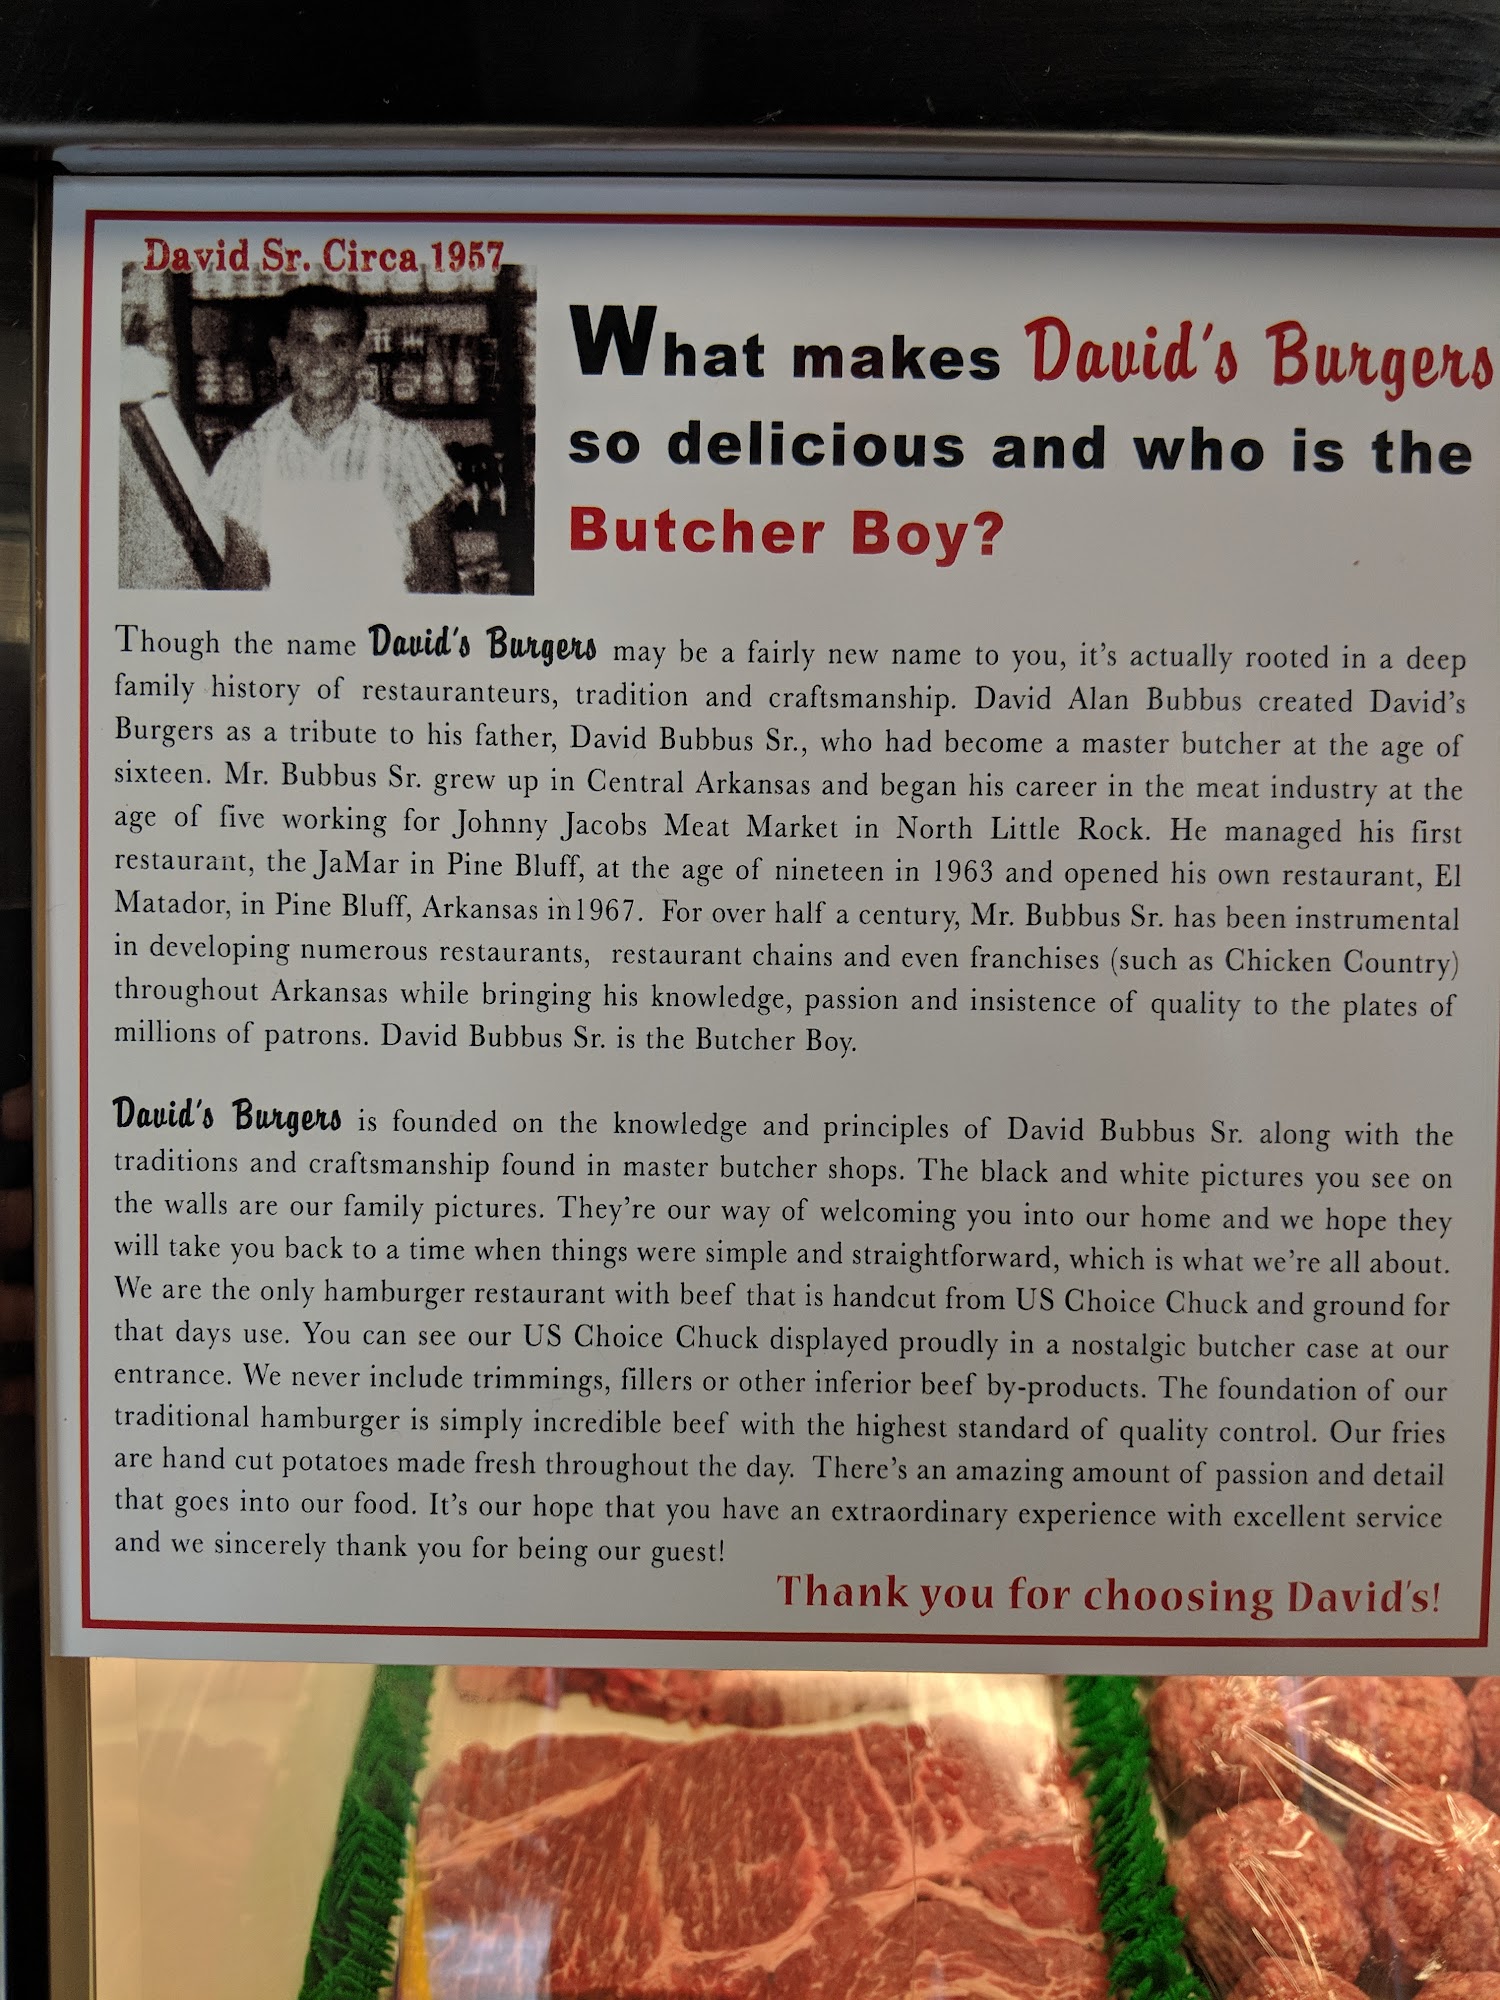 David Sr. Circa 1957
What makes David's Burgers
so delicious and who is the
Butcher Boy?
Though the name David's Burgers may be a fairly new name to you, it's actually rooted in a deep
family history of restauranteurs, tradition and craftsmanship. David Alan Bubbus created David's
Burgers as a tribute to his father, David Bubbus Sr., who had become a master butcher at the age of
sixteen. Mr. Bubbus Sr. grew up in Central Arkansas and began his career in the meat industry at the
age of five working for Johnny Jacobs Meat Market in North Little Rock. He managed his first
restaurant, the JaMar in Pine Bluff, at the age of nineteen in 1963 and opened his own restaurant, El
Matador, in Pine Bluff, Arkansas in1967. For over half a century, Mr. Bubbus Sr. has been instrumental
in developing numerous restaurants, restaurant chains and even franchises (such as Chicken Country)
throughout Arkansas while bringing his knowledge, passion and insistence of quality to the plates of
millions of patrons. David Bubbus Sr. is the Butcher Boy.
David's Burgers is founded on the knowledge and principles of David Bubbus Sr. along with the
traditions and craftsmanship found in master butcher shops. The black and white pictures you see on
the walls are our family pictures. They're our way of welcoming you into our home and we hope they
will take you back to a time when things were simple and straightforward, which is what we're all about.
We are the only hamburger restaurant with beef that is handcut from US Choice Chuck and ground for
that days use. You can see our US Choice Chuck displayed proudly in a nostalgic butcher case at our
entrance. We never include trimmings, fillers or other inferior beef by-products. The foundation of our
traditional hamburger is simply incredible beef with the highest standard of quality control. Our fries
are hand cut potatoes made fresh throughout the day. There's an amazing amount of passion and detail
that goes into our food. It's our hope that you have an extraordinary experience with excellent service
and we sincerely thank you for being our guest!
Thank you for choosing David's!